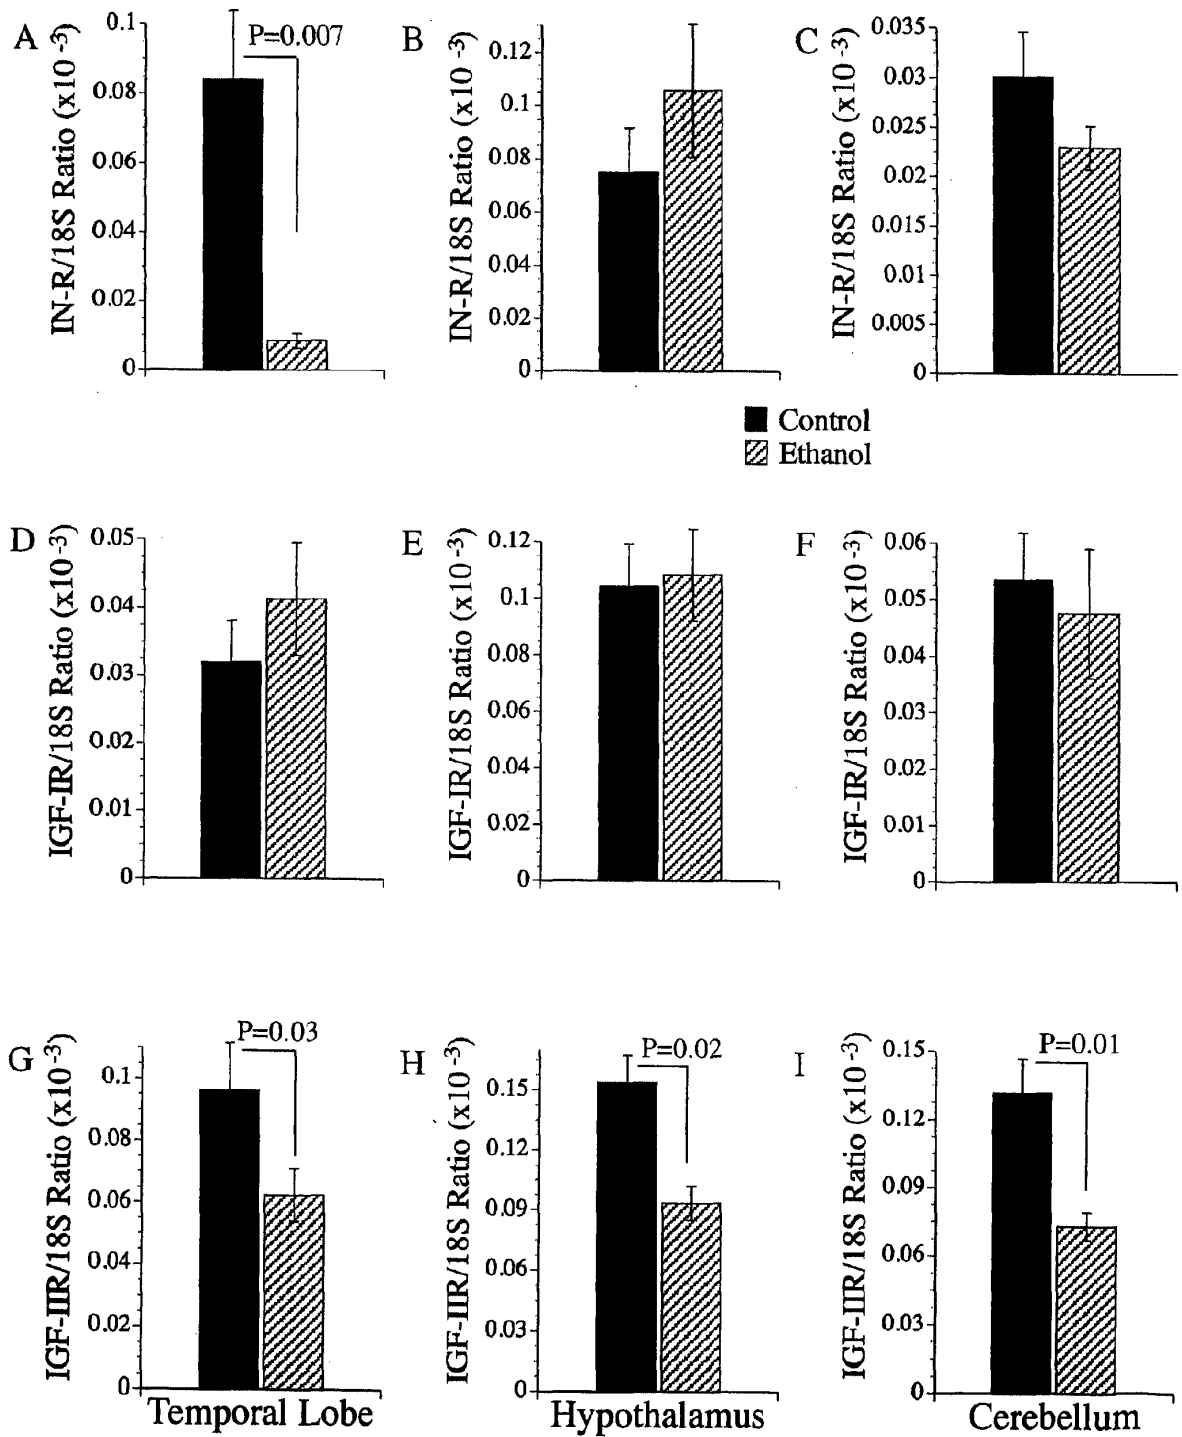 A
IN-R/18S Ratio (x10 -3)
0.1
0.08
0.06
0.04
0.02
0
P=0.007
B
IN-R/18S Ratio (x10 -3)
0.12
0.1
0.08
0.06
0.04
0.02
0
C
IN-R/18S Ratio (x10 -3)
0.035
0.03
0.025
0.02
0.015
0.01
0.005
0
Control
Ethanol
D
IGF-IR/18S Ratio (x10 -3)
0.05
0.04
0.03
0.02
0.01
0
E
IGF-IR/18S Ratio (x10 -3)
0.12
0.1
0.08
0.06
0.04
0.02
0
F
IGF-IR/18S Ratio (x10 -3)
0.06
0.05
0.04
0.03
0.02
0.01
0
G
IGF-IIR/18S Ratio (x10 -3)
0.1
0.08
0.06
0.04
0.02
0
P=0.03
Temporal Lobe
H
IGF-IIR/18S Ratio (x10 -3)
0.15
0.12
0.09
0.06
0.03
0
P=0.02
Hypothalamus
I
IGF-IIR/18S Ratio (x10 -3)
0.15
0.12
0.09
0.06
0.03
0
P=0.01
Cerebellum